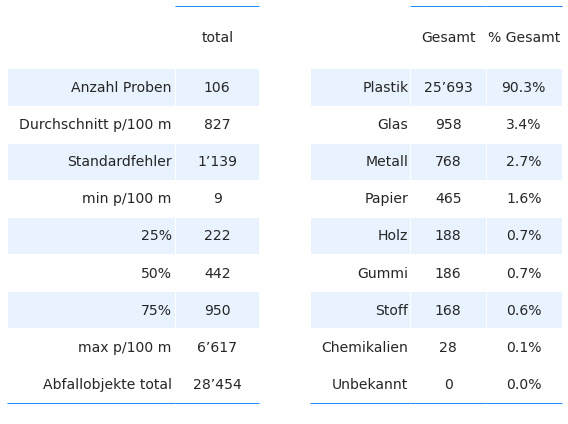 total
Anzahl Proben 106
Durchschnitt p/100 m 827
Standardfehler 1’139
min p/100 m 9
25% 222
50% 442
75% 950
max p/100 m 6’617
Abfallobjekte total 28’454
Gesamt % Gesamt
Plastik 25’693 90.3%
Glas 958 3.4%
Metall 768 2.7%
Papier 465 1.6%
Holz 188 0.7%
Gummi 186 0.7%
Stoff 168 0.6%
Chemikalien 28 0.1%
Unbekannt 0 0.0%